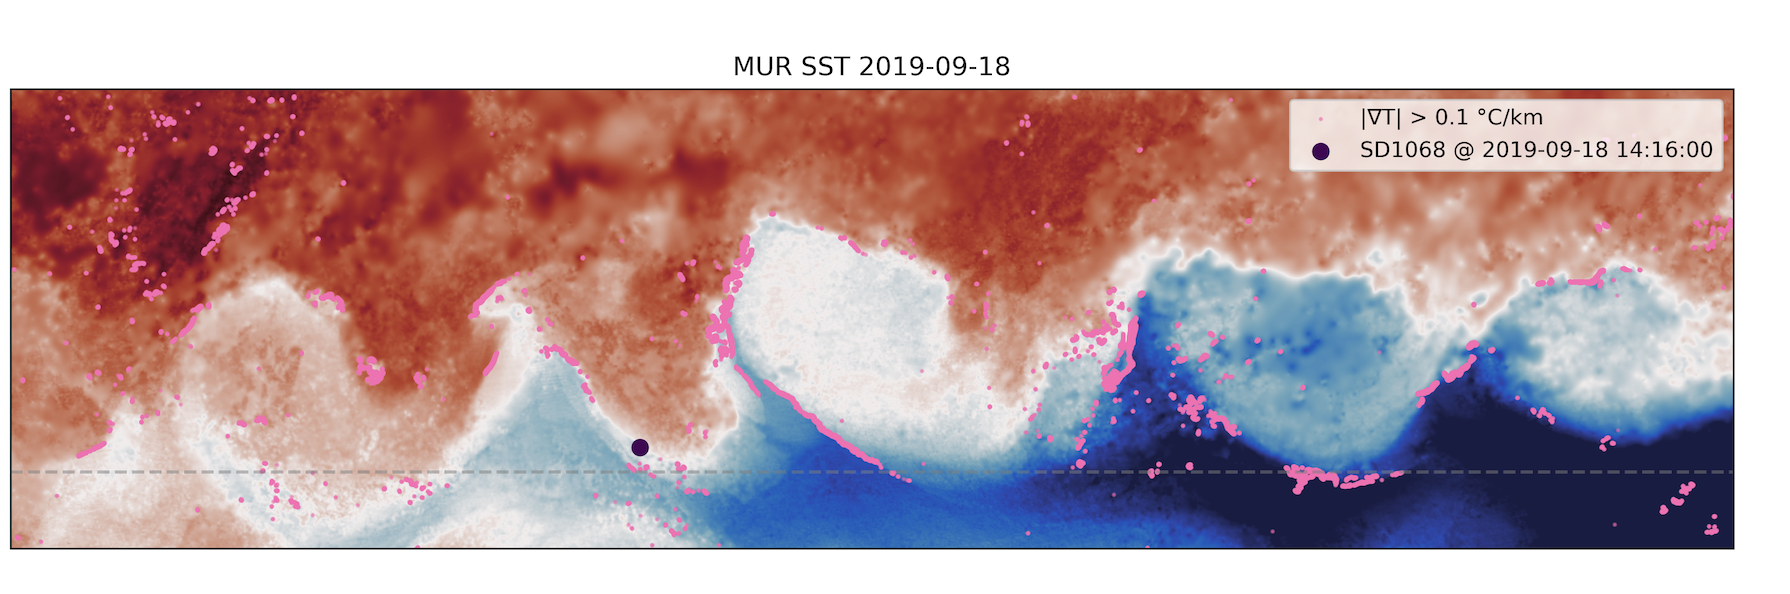 MUR SST 2019-09-18
|∇T| > 0.1 °C/km
SD1068 @ 2019-09-18 14:16:00